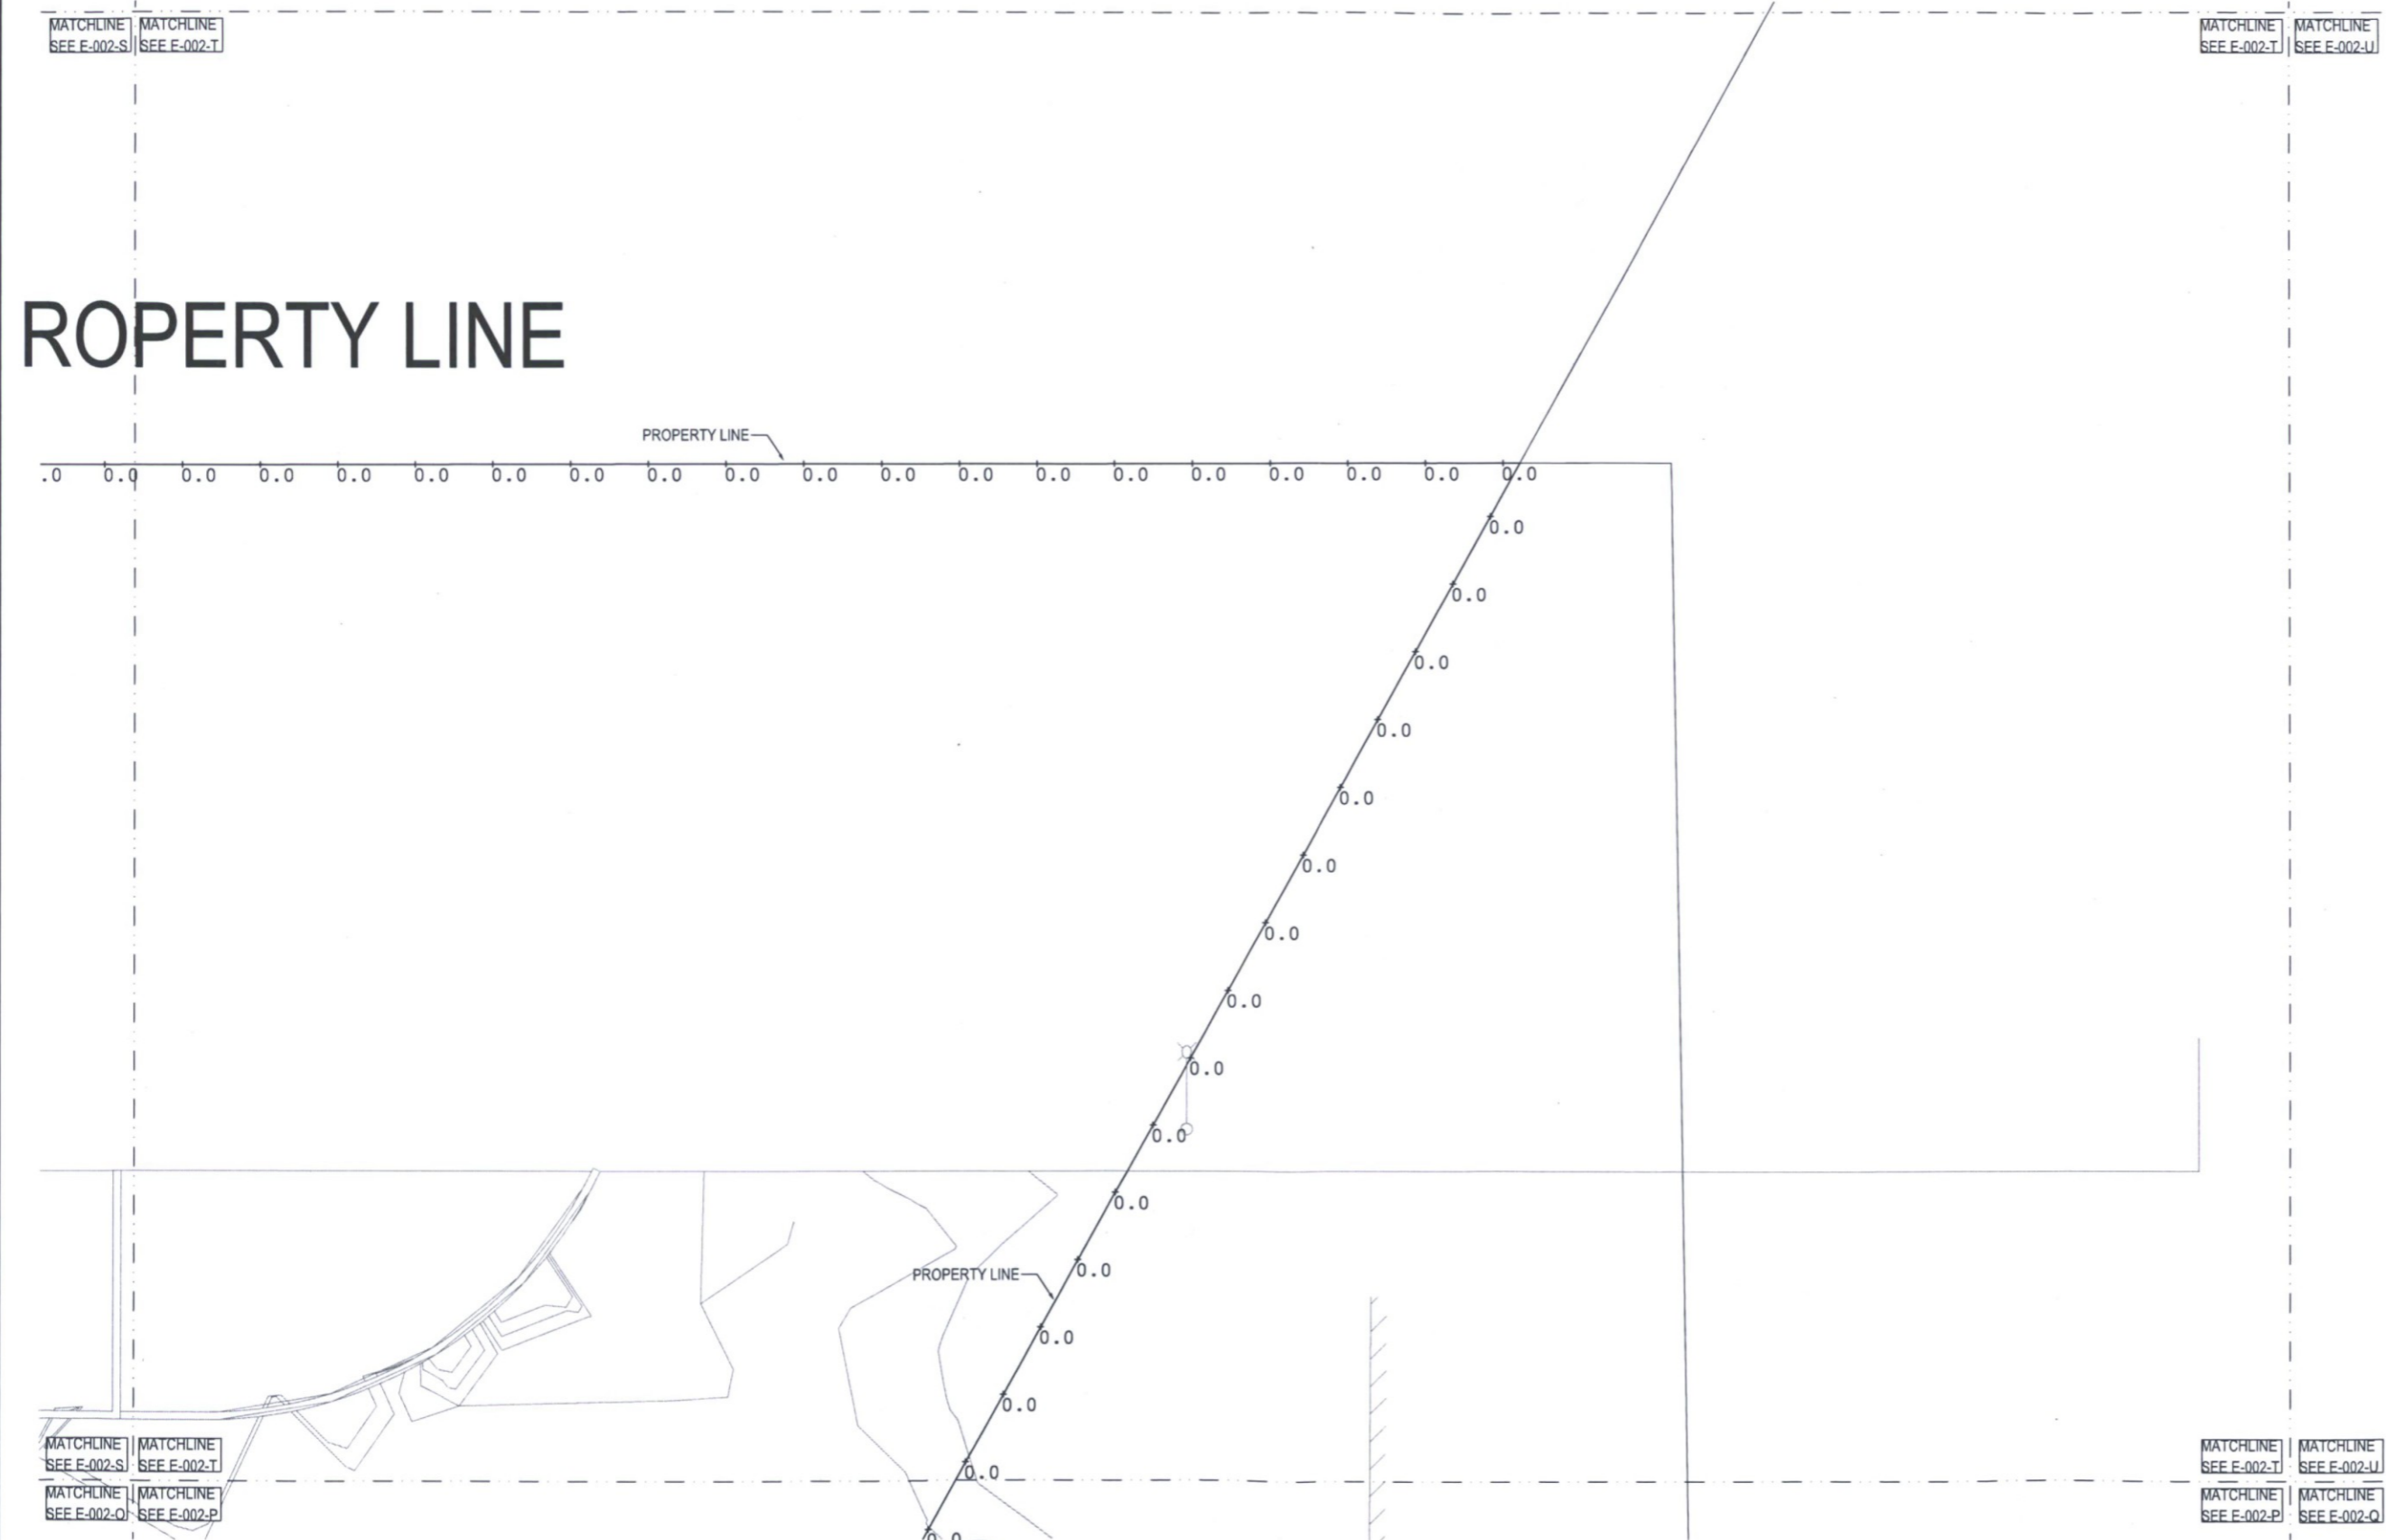 MATCHLINE MATCHLINE
SEE E-002-S SEE E-002-T
MATCHLINE MATCHLINE
SEE E-002-T SEE E-002-U
ROPERTY LINE
PROPERTY LINE
.0 0.0 0.0 0.0 0.0 0.0 0.0 0.0 0.0 0.0 0.0 0.0 0.0 0.0 0.0 0.0 0.0 0.0 0.0 0.0
0.0
0.0
0.0
0.0
0.0
0.0
0.0
0.0
0.0
0.0
0.0
0.0
PROPERTY LINE
0.0
0.0
0.0
0.0
MATCHLINE MATCHLINE
SEE E-002-S SEE E-002-T
MATCHLINE MATCHLINE
SEE E-002-O SEE E-002-P
MATCHLINE MATCHLINE
SEE E-002-T SEE E-002-U
MATCHLINE MATCHLINE
SEE E-002-P SEE E-002-Q